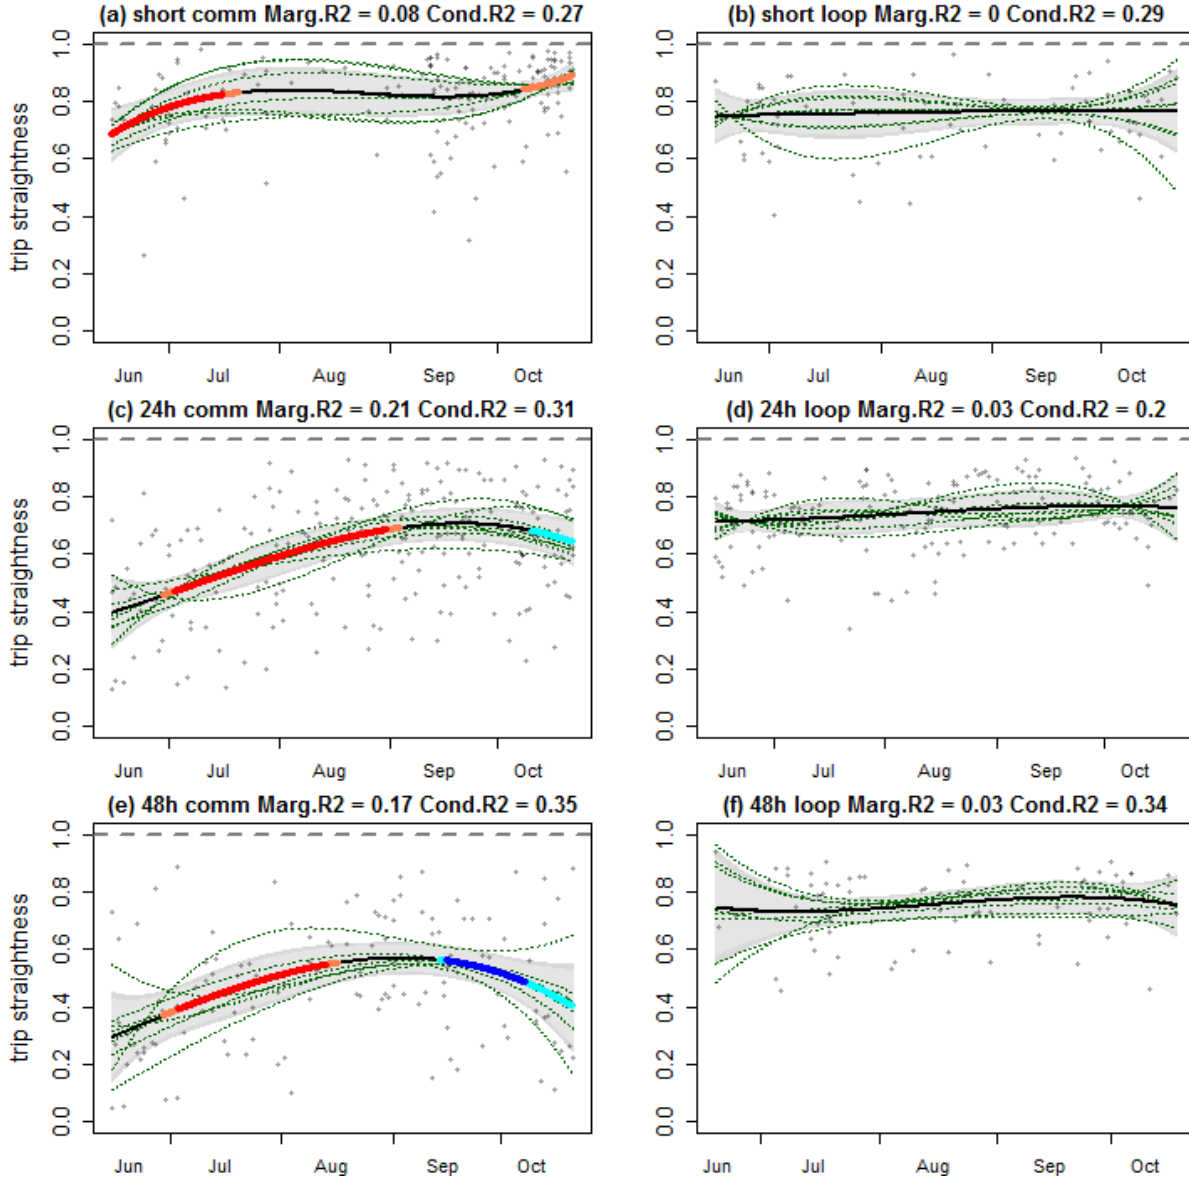 (a) short comm Marg.R2 = 0.08 Cond.R2 = 0.27
(b) short loop Marg.R2 = 0 Cond.R2 = 0.29
trip straightness
0.0 0.2 0.4 0.6 0.8 1.0
Jun Jul Aug Sep Oct
0.0 0.2 0.4 0.6 0.8 1.0
Jun Jul Aug Sep Oct
(c) 24h comm Marg.R2 = 0.21 Cond.R2 = 0.31
(d) 24h loop Marg.R2 = 0.03 Cond.R2 = 0.2
trip straightness
0.0 0.2 0.4 0.6 0.8 1.0
Jun Jul Aug Sep Oct
0.0 0.2 0.4 0.6 0.8 1.0
Jun Jul Aug Sep Oct
(e) 48h comm Marg.R2 = 0.17 Cond.R2 = 0.35
(f) 48h loop Marg.R2 = 0.03 Cond.R2 = 0.34
trip straightness
0.0 0.2 0.4 0.6 0.8 1.0
Jun Jul Aug Sep Oct
0.0 0.2 0.4 0.6 0.8 1.0
Jun Jul Aug Sep Oct